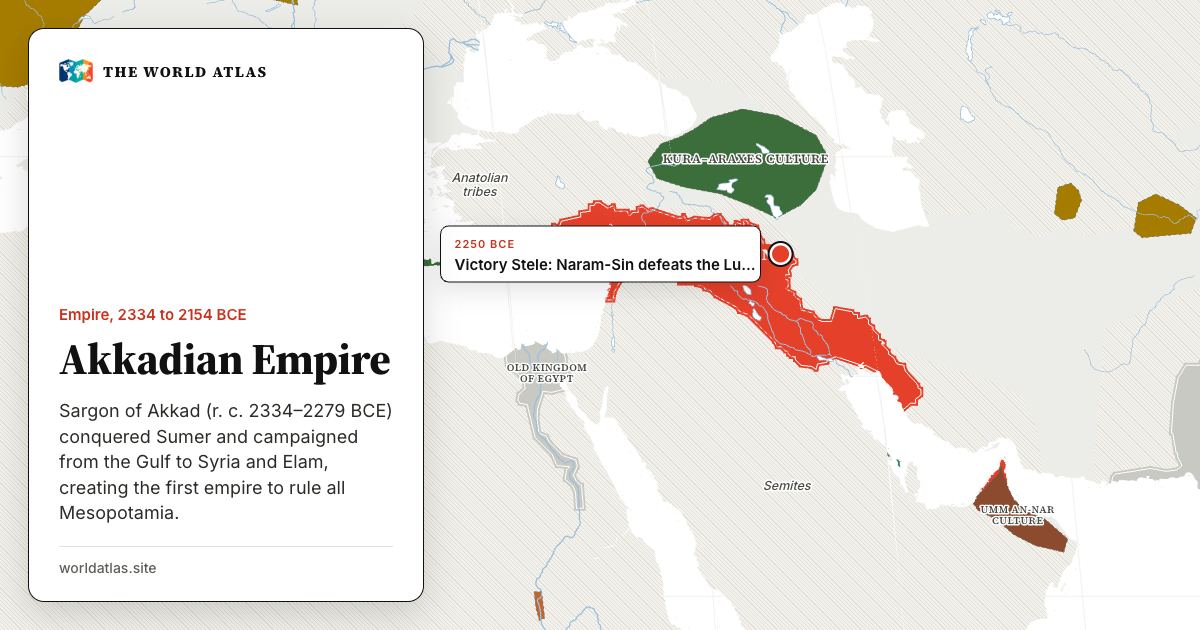 THE WORLD ATLAS
Empire, 2334 to 2154 BCE
Akkadian Empire
Sargon of Akkad (r. c. 2334–2279 BCE)
conquered Sumer and campaigned
from the Gulf to Syria and Elam,
creating the first empire to rule all
Mesopotamia.
worldatlas.site
KURA–ARAXES CULTURE
Anatolian
tribes
2250 BCE
Victory Stele: Naram-Sin defeats the Lu...
OLD KINGDOM
OF EGYPT
Semites
UMM AN-NAR
CULTURE